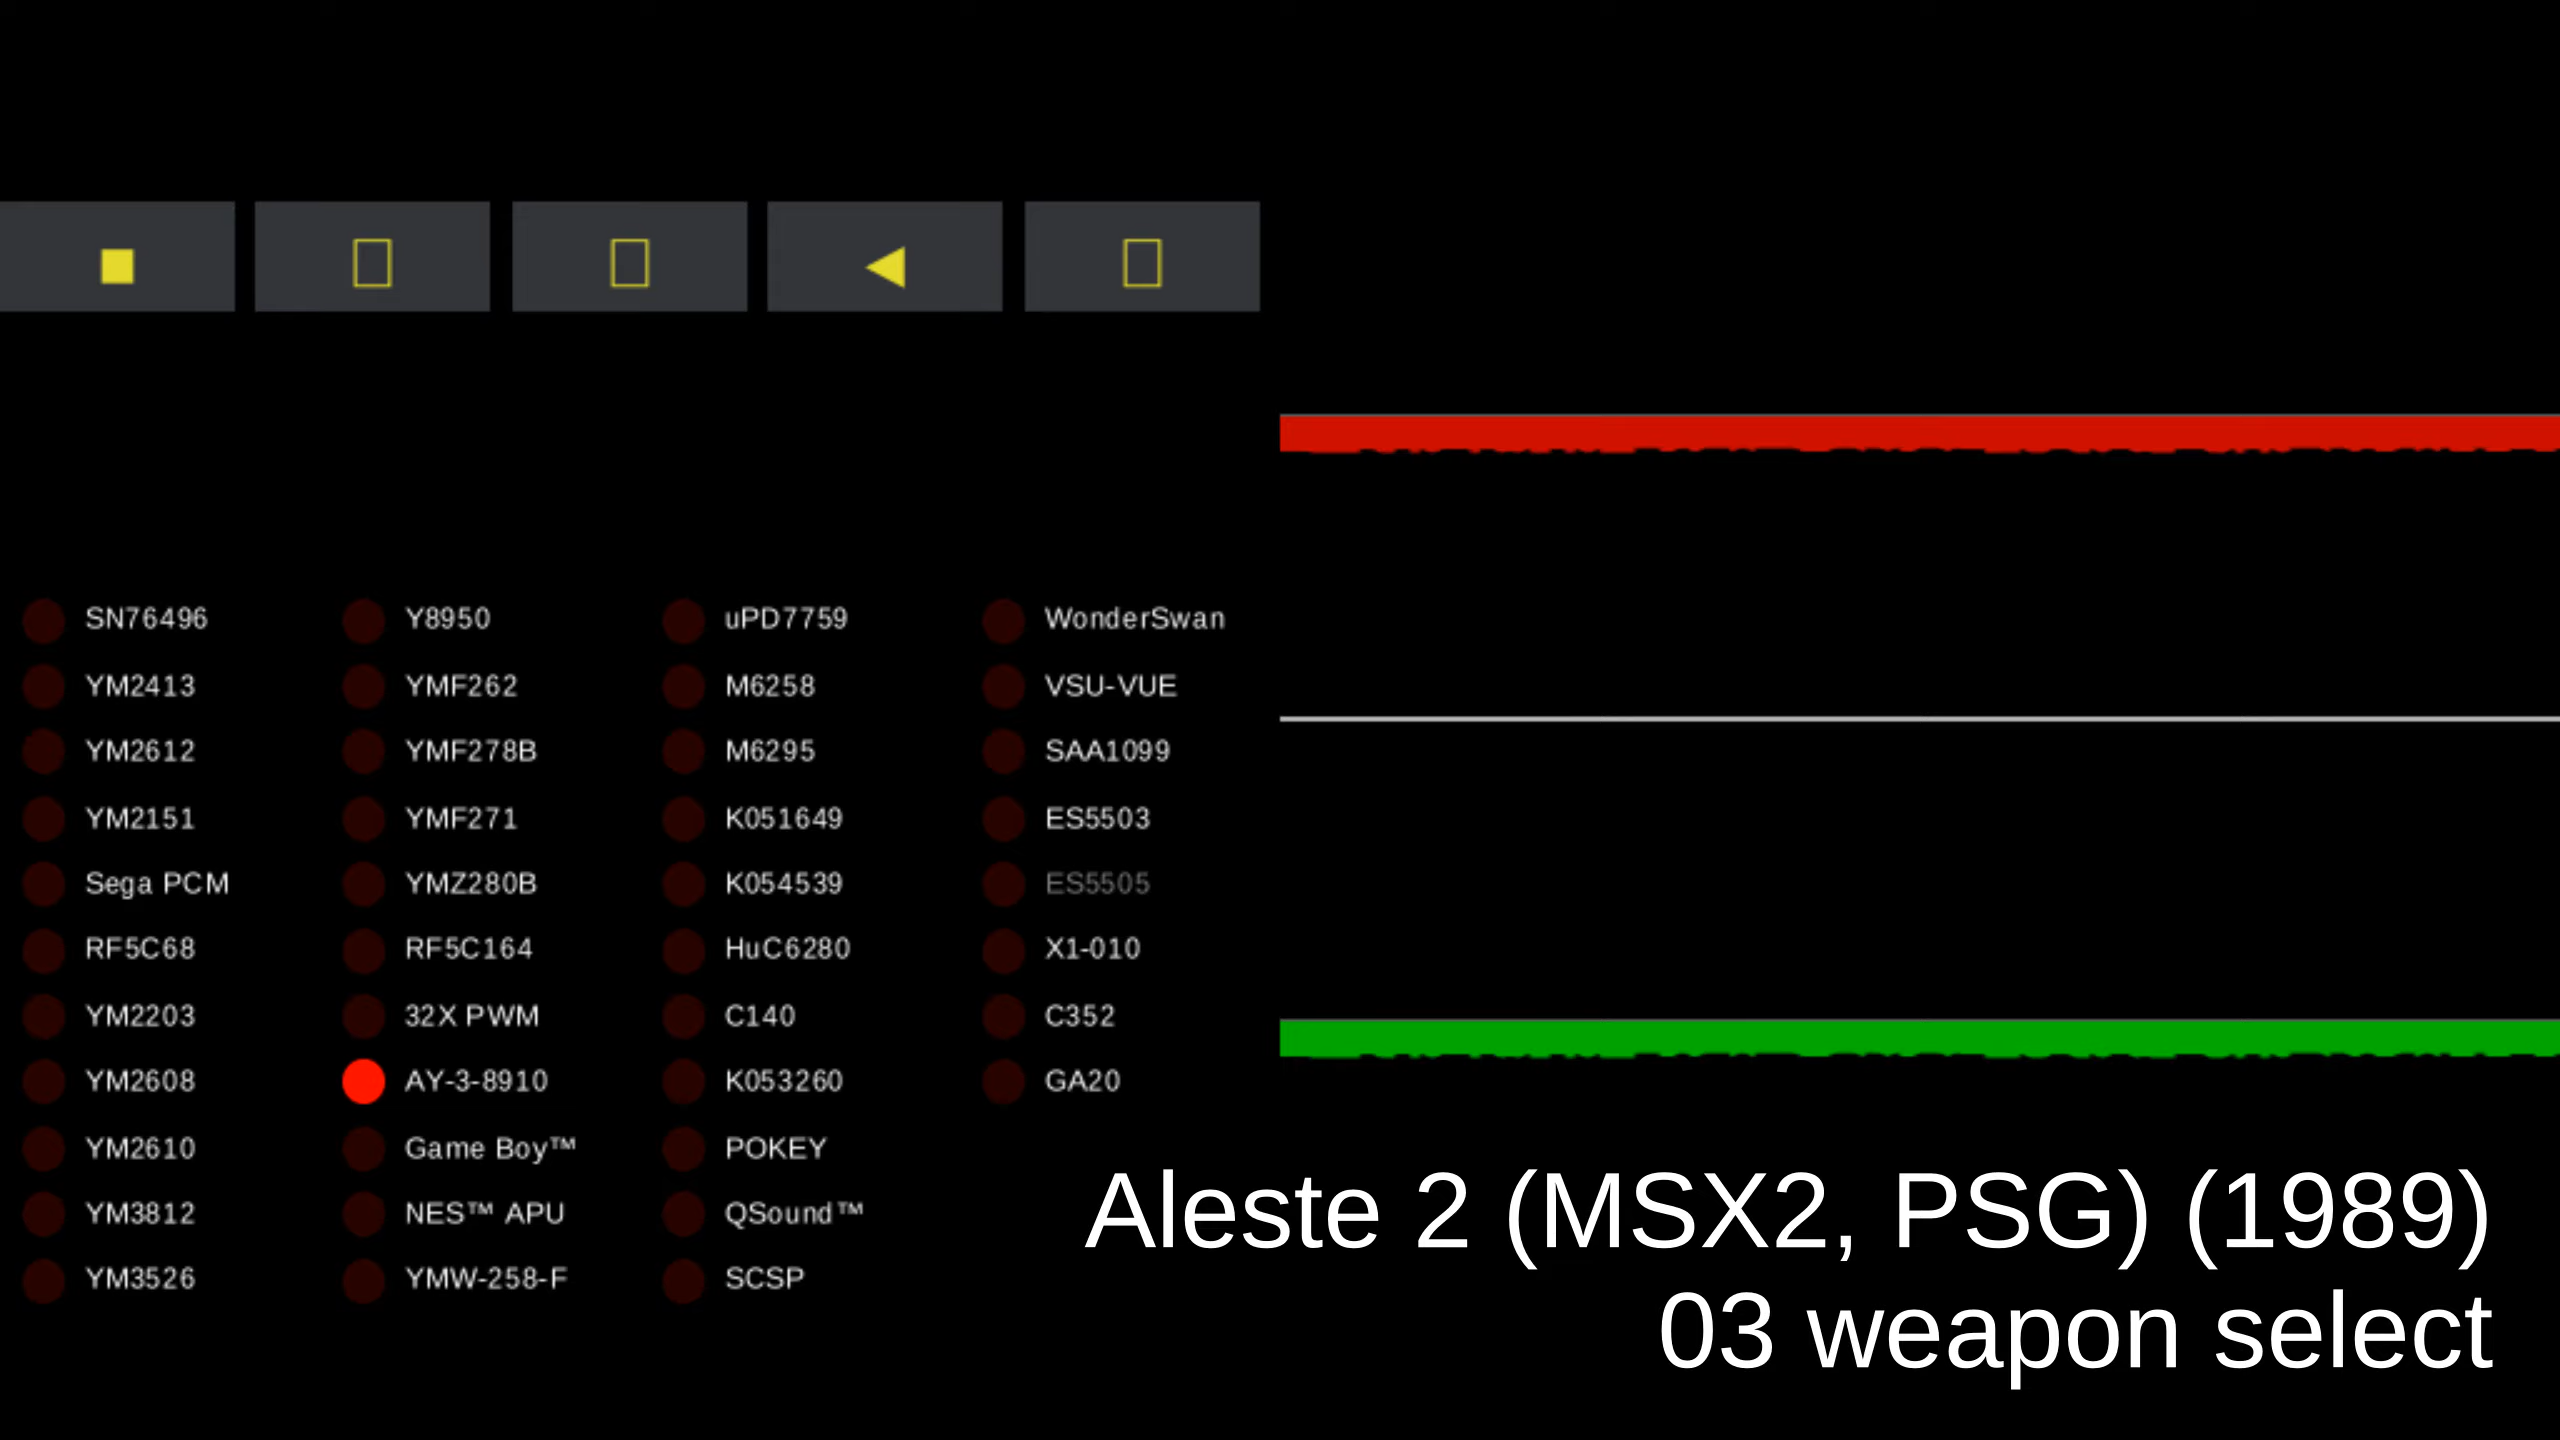 SN76496
YM2413
YM2612
YM2151
Sega PCM
RF5C68
YM2203
YM2608
YM2610
YM3812
YM3526
Y8950
YMF262
YMF278B
YMF271
YMZ280B
RF5C164
32X PWM
AY-3-8910
Game Boy™
NES™ APU
YMW-258-F
uPD7759
M6258
M6295
K051649
K054539
HuC6280
C140
K053260
POKEY
QSound™
SCSP
WonderSwan
VSU-VUE
SAA1099
ES5503
ES5505
X1-010
C352
GA20
Aleste 2 (MSX2, PSG) (1989)
03 weapon select